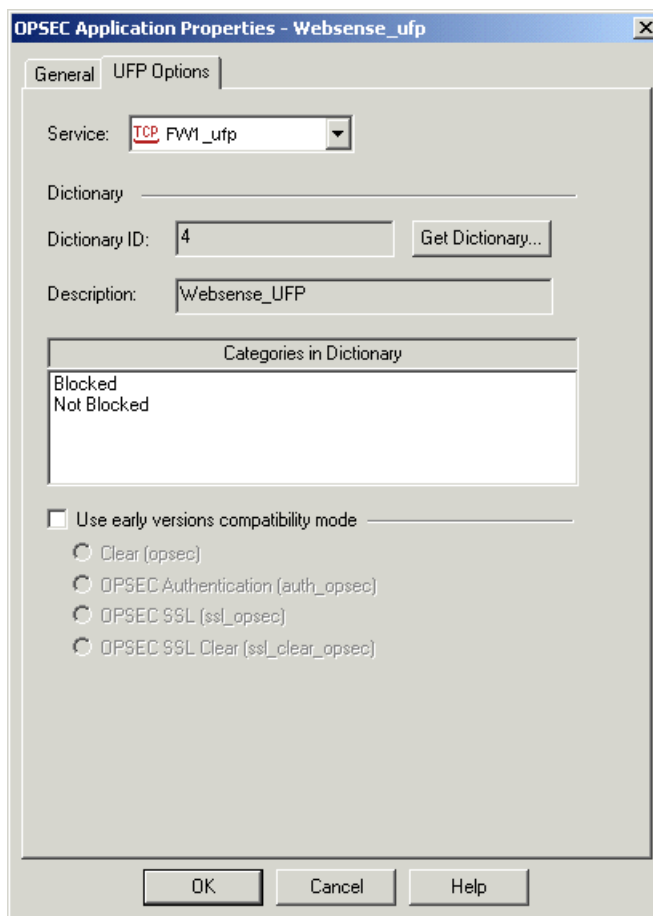 OPSEC Application Properties - Websense_ufp
General UFP Options
Service: TCP FW1_ufp
Dictionary
Dictionary ID: 4 Get Dictionary...
Description: Websense_UFP
Categories in Dictionary
Blocked
Not Blocked
Use early versions compatibility mode
Clear (opsec)
OPSEC Authentication (auth_opsec)
OPSEC SSL (ssl_opsec)
OPSEC SSL Clear (ssl_clear_opsec)
OK Cancel Help